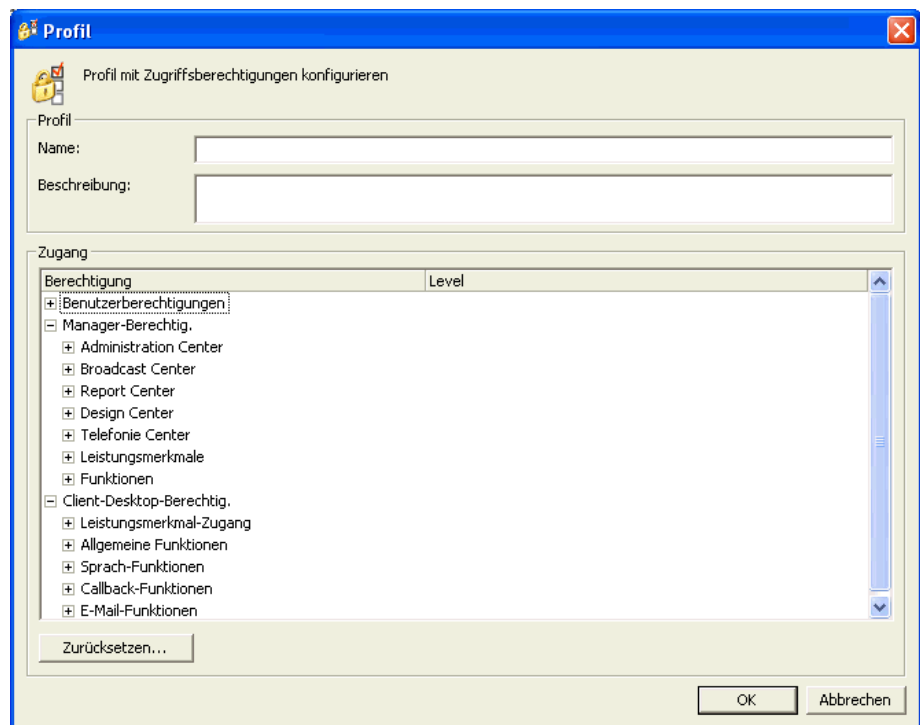 Profil
Profil mit Zugriffsberechtigungen konfigurieren
Profil
Name:
Beschreibung:
Zugang
Berechtigung Level
Benutzerberechtigungen
Manager-Berechtig.
Administration Center
Broadcast Center
Report Center
Design Center
Telefonie Center
Leistungsmerkmale
Funktionen
Client-Desktop-Berechtig.
Leistungsmerkmal-Zugang
Allgemeine Funktionen
Sprach-Funktionen
Callback-Funktionen
E-Mail-Funktionen
Zurücksetzen...
OK Abbrechen